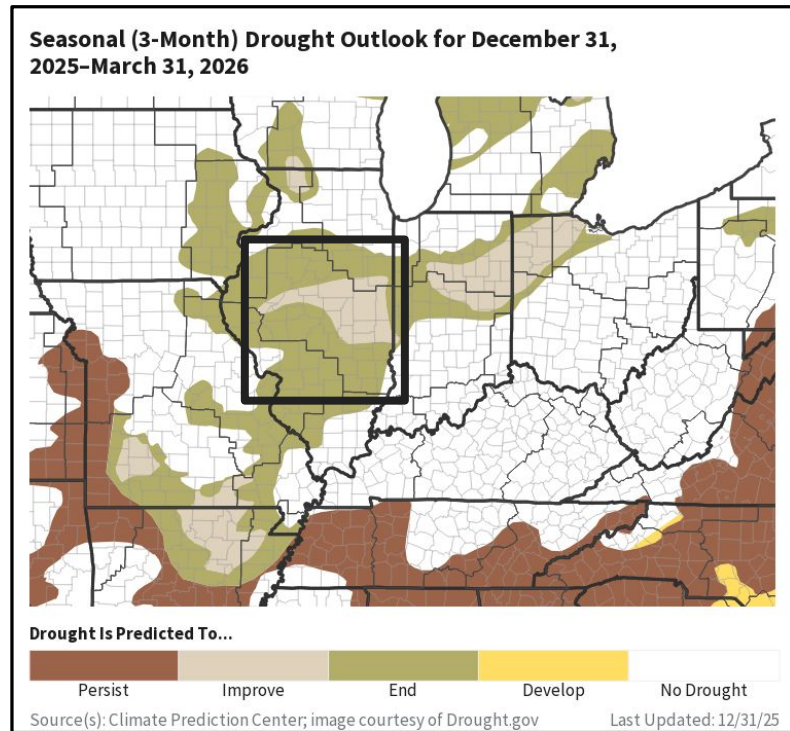 Seasonal (3-Month) Drought Outlook for December 31,
2025–March 31, 2026
Drought Is Predicted To...
Persist Improve End Develop No Drought
Source(s): Climate Prediction Center; image courtesy of Drought.gov Last Updated: 12/31/25